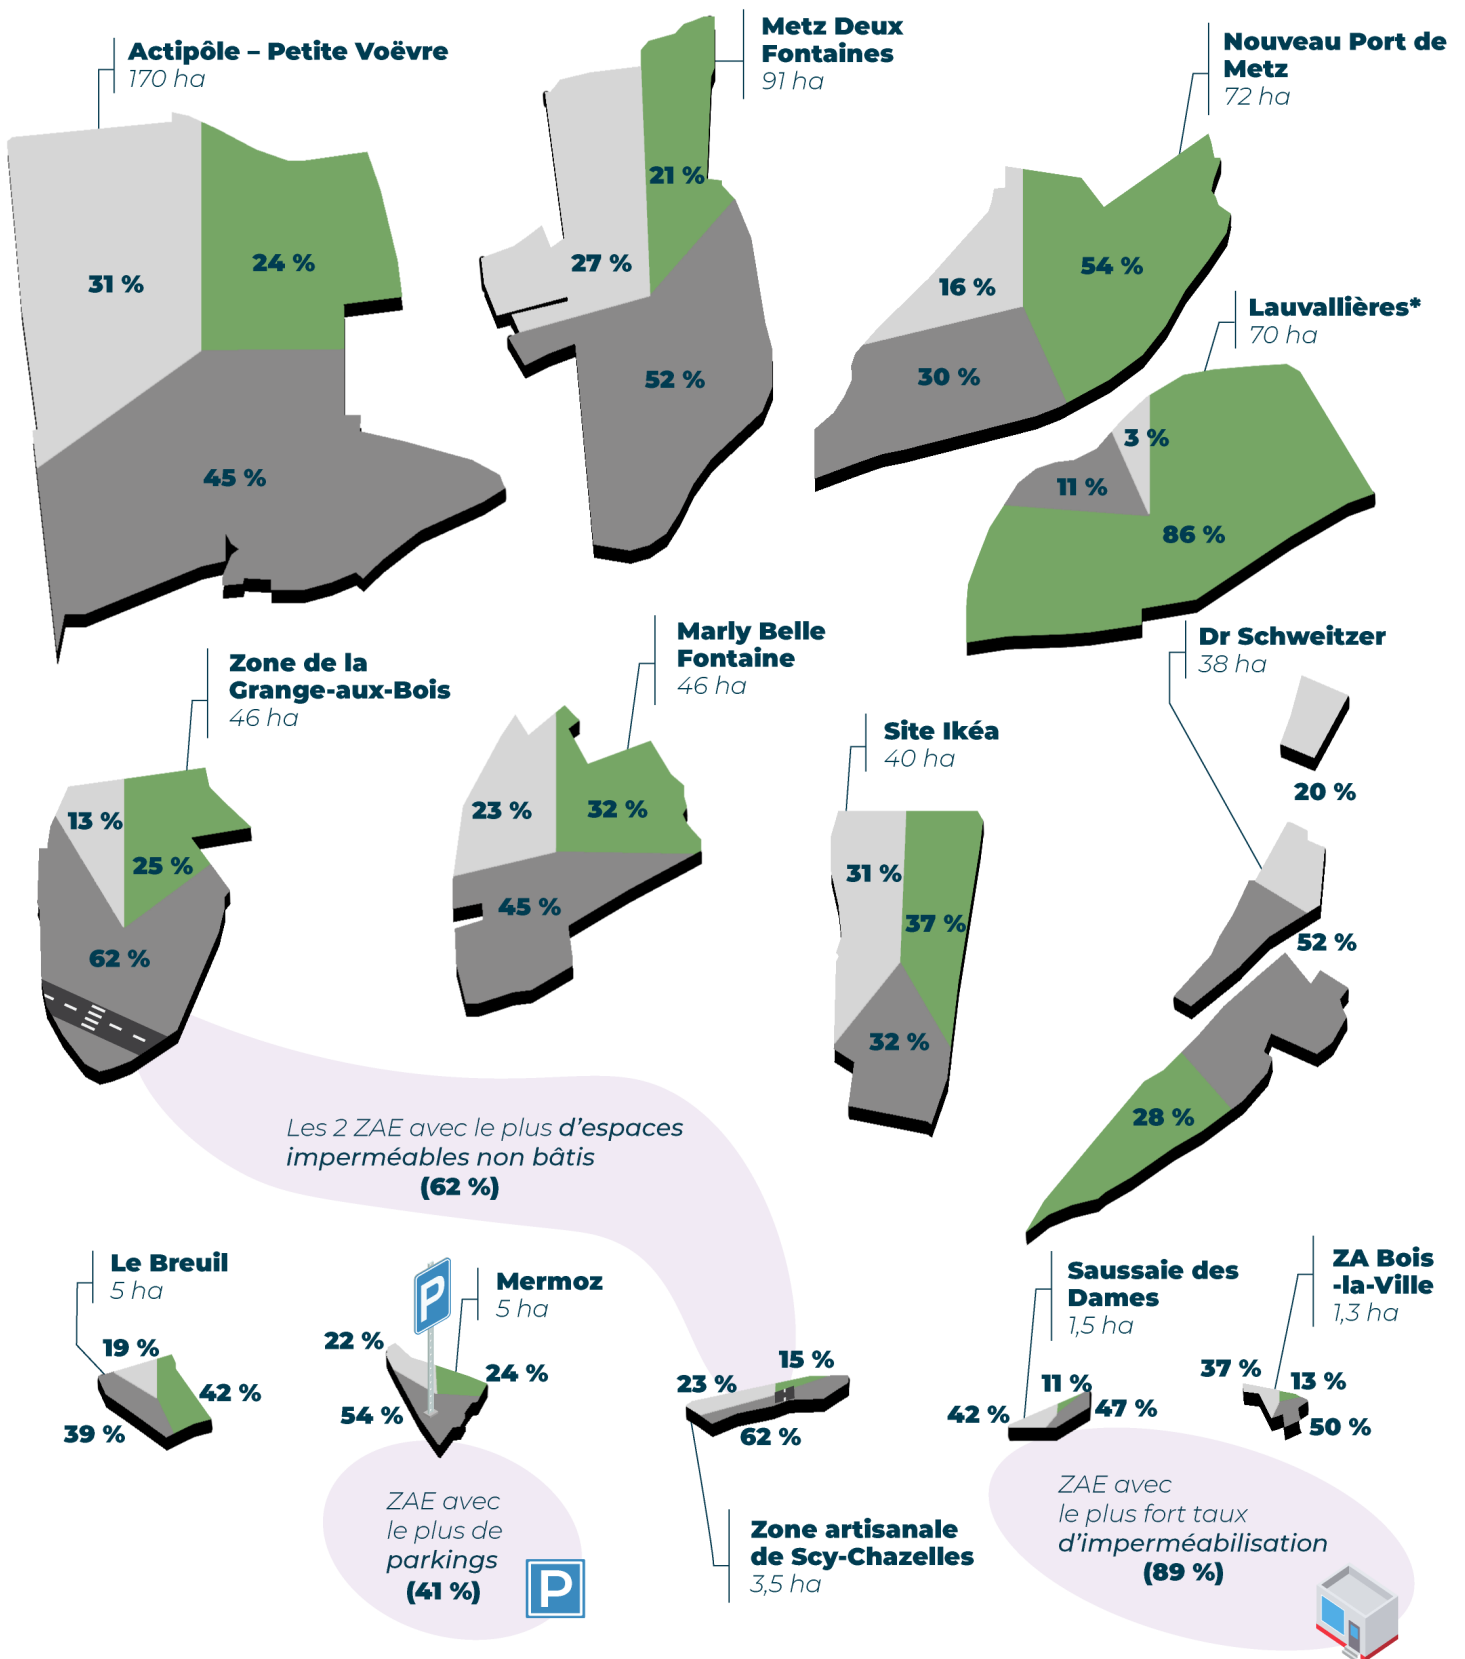 Actipôle – Petite Voëvre
170 ha
31 %
24 %
45 %
Metz Deux
Fontaines
91 ha
21 %
27 %
52 %
Nouveau Port de
Metz
72 ha
16 %
54 %
30 %
Lauvallières*
70 ha
3 %
11 %
86 %
Zone de la
Grange-aux-Bois
46 ha
13 %
25 %
62 %
Marly Belle
Fontaine
46 ha
23 %
32 %
45 %
Site Ikéa
40 ha
31 %
37 %
32 %
Dr Schweitzer
38 ha
20 %
52 %
28 %
Les 2 ZAE avec le plus d’espaces
imperméables non bâtis
(62 %)
Le Breuil
5 ha
19 %
42 %
39 %
Mermoz
5 ha
P
22 %
24 %
54 %
ZAE avec
le plus de
parkings
(41 %)
P
15 %
23 %
62 %
Zone artisanale
de Scy-Chazelles
3,5 ha
Saussaie des
Dames
1,5 ha
11 %
42 %
47 %
ZA Bois
-la-Ville
1,3 ha
37 %
13 %
50 %
ZAE avec
le plus fort taux
d’imperméabilisation
(89 %)